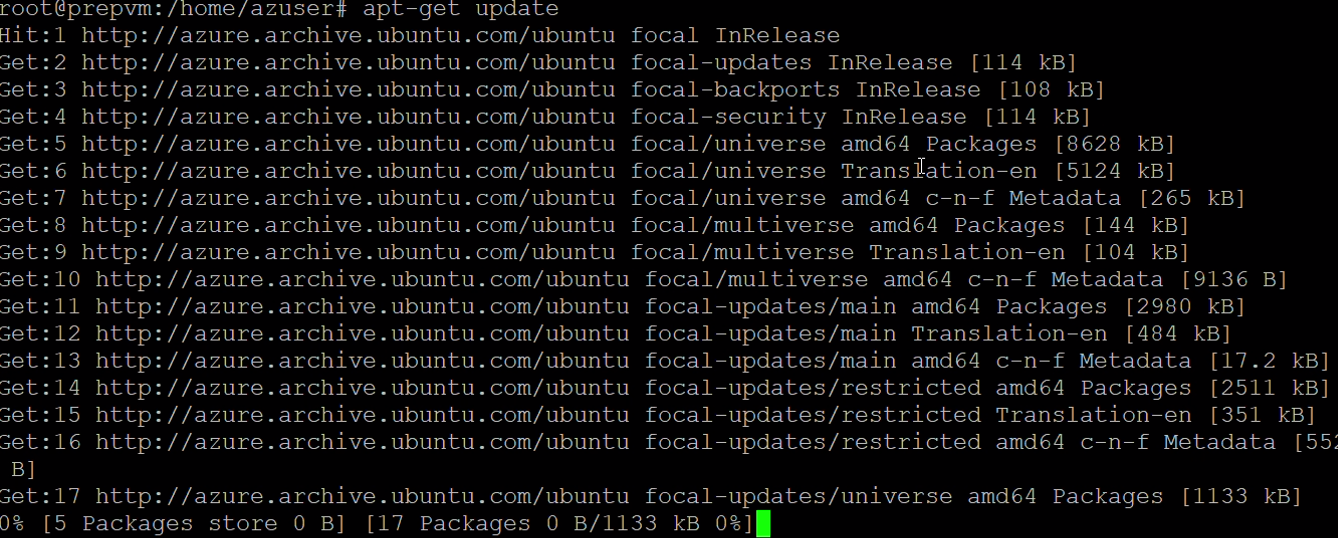 root@prepvm:/home/azuser# apt-get update
Hit:1 http://azure.archive.ubuntu.com/ubuntu focal InRelease
Get:2 http://azure.archive.ubuntu.com/ubuntu focal-updates InRelease [114 kB]
Get:3 http://azure.archive.ubuntu.com/ubuntu focal-backports InRelease [108 kB]
Get:4 http://azure.archive.ubuntu.com/ubuntu focal-security InRelease [114 kB]
Get:5 http://azure.archive.ubuntu.com/ubuntu focal/universe amd64 Packages [8628 kB]
Get:6 http://azure.archive.ubuntu.com/ubuntu focal/universe Translation-en [5124 kB]
Get:7 http://azure.archive.ubuntu.com/ubuntu focal/universe amd64 c-n-f Metadata [265 kB]
Get:8 http://azure.archive.ubuntu.com/ubuntu focal/multiverse amd64 Packages [144 kB]
Get:9 http://azure.archive.ubuntu.com/ubuntu focal/multiverse Translation-en [104 kB]
Get:10 http://azure.archive.ubuntu.com/ubuntu focal/multiverse amd64 c-n-f Metadata [9136 B]
Get:11 http://azure.archive.ubuntu.com/ubuntu focal-updates/main amd64 Packages [2980 kB]
Get:12 http://azure.archive.ubuntu.com/ubuntu focal-updates/main Translation-en [484 kB]
Get:13 http://azure.archive.ubuntu.com/ubuntu focal-updates/main amd64 c-n-f Metadata [17.2 kB]
Get:14 http://azure.archive.ubuntu.com/ubuntu focal-updates/restricted amd64 Packages [2511 kB]
Get:15 http://azure.archive.ubuntu.com/ubuntu focal-updates/restricted Translation-en [351 kB]
Get:16 http://azure.archive.ubuntu.com/ubuntu focal-updates/restricted amd64 c-n-f Metadata [552
B]
Get:17 http://azure.archive.ubuntu.com/ubuntu focal-updates/universe amd64 Packages [1133 kB]
0% [5 Packages store 0 B] [17 Packages 0 B/1133 kB 0%]